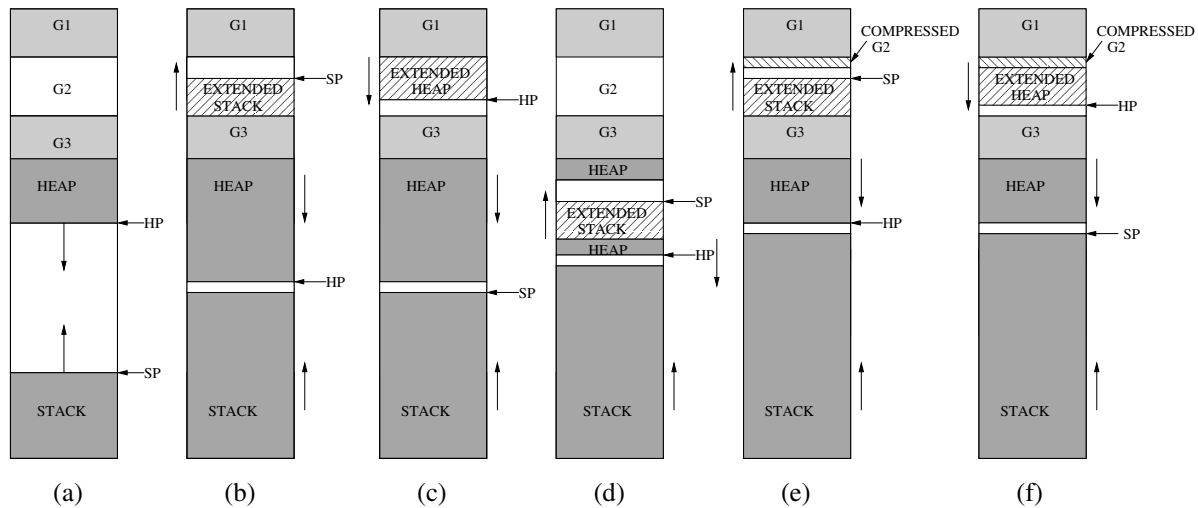 G1
G2
G3
HEAP
HP
SP
STACK
(a)
G1
SP
EXTENDED
STACK
G3
HEAP
HP
STACK
(b)
G1
EXTENDED
HEAP
HP
G3
HEAP
SP
STACK
(c)
G1
G2
G3
HEAP
SP
EXTENDED
STACK
HEAP
HP
STACK
(d)
G1
COMPRESSED
G2
SP
EXTENDED
STACK
G3
HEAP
HP
STACK
(e)
G1
COMPRESSED
G2
EXTENDED
HEAP
HP
G3
HEAP
SP
STACK
(f)